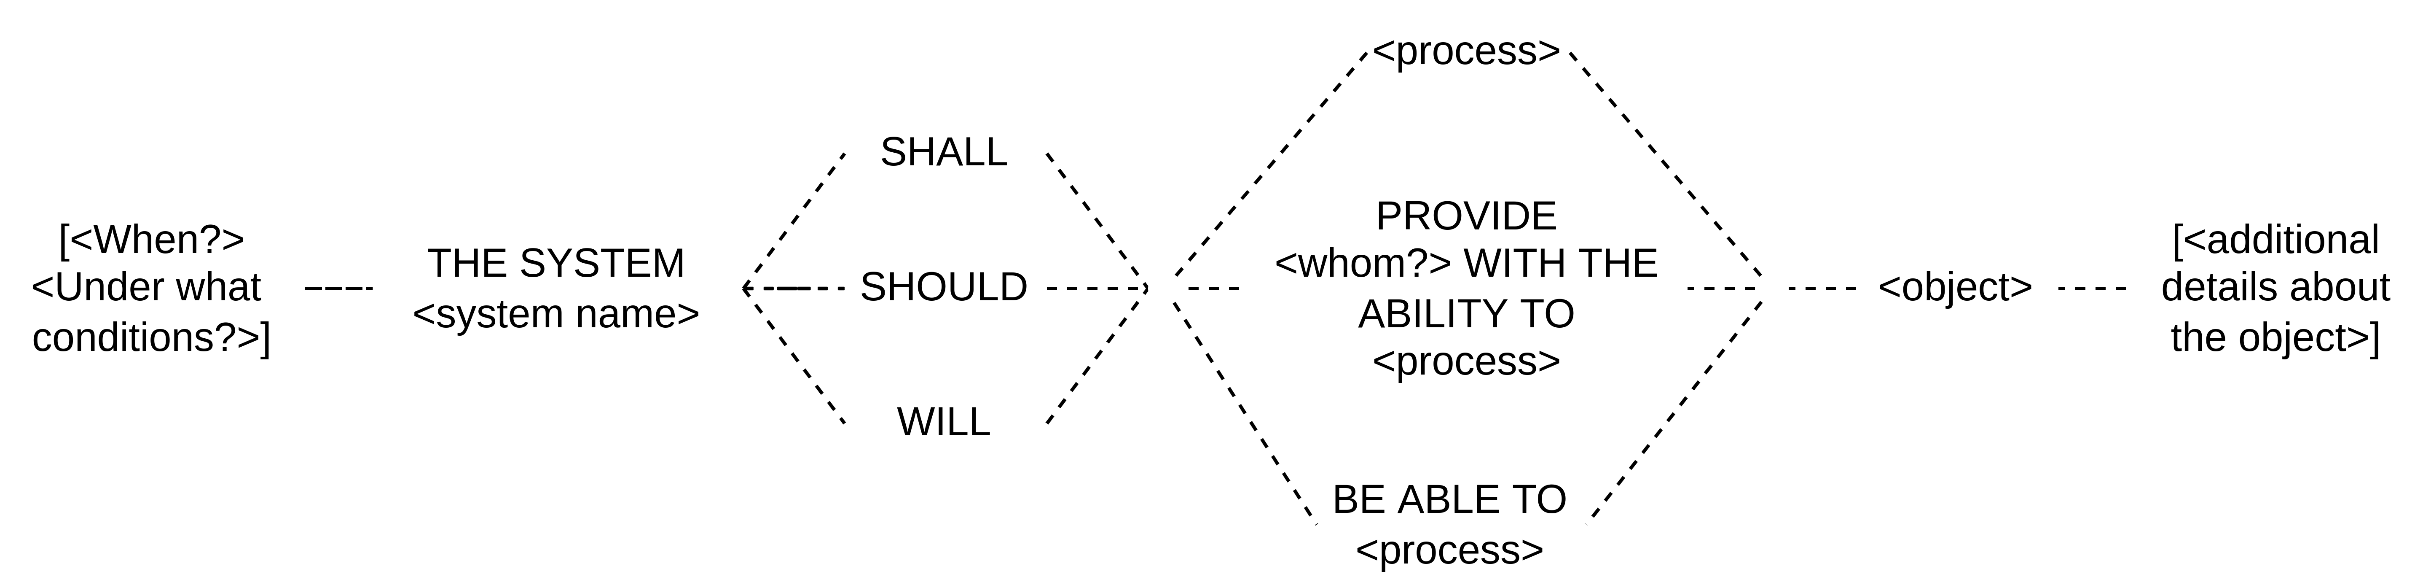 [<When?>
<Under what
conditions?>]
THE SYSTEM
<system name>
SHALL
SHOULD
WILL
<process>
PROVIDE
<whom?> WITH THE
ABILITY TO
<process>
BE ABLE TO
<process>
<object>
[<additional
details about
the object>]